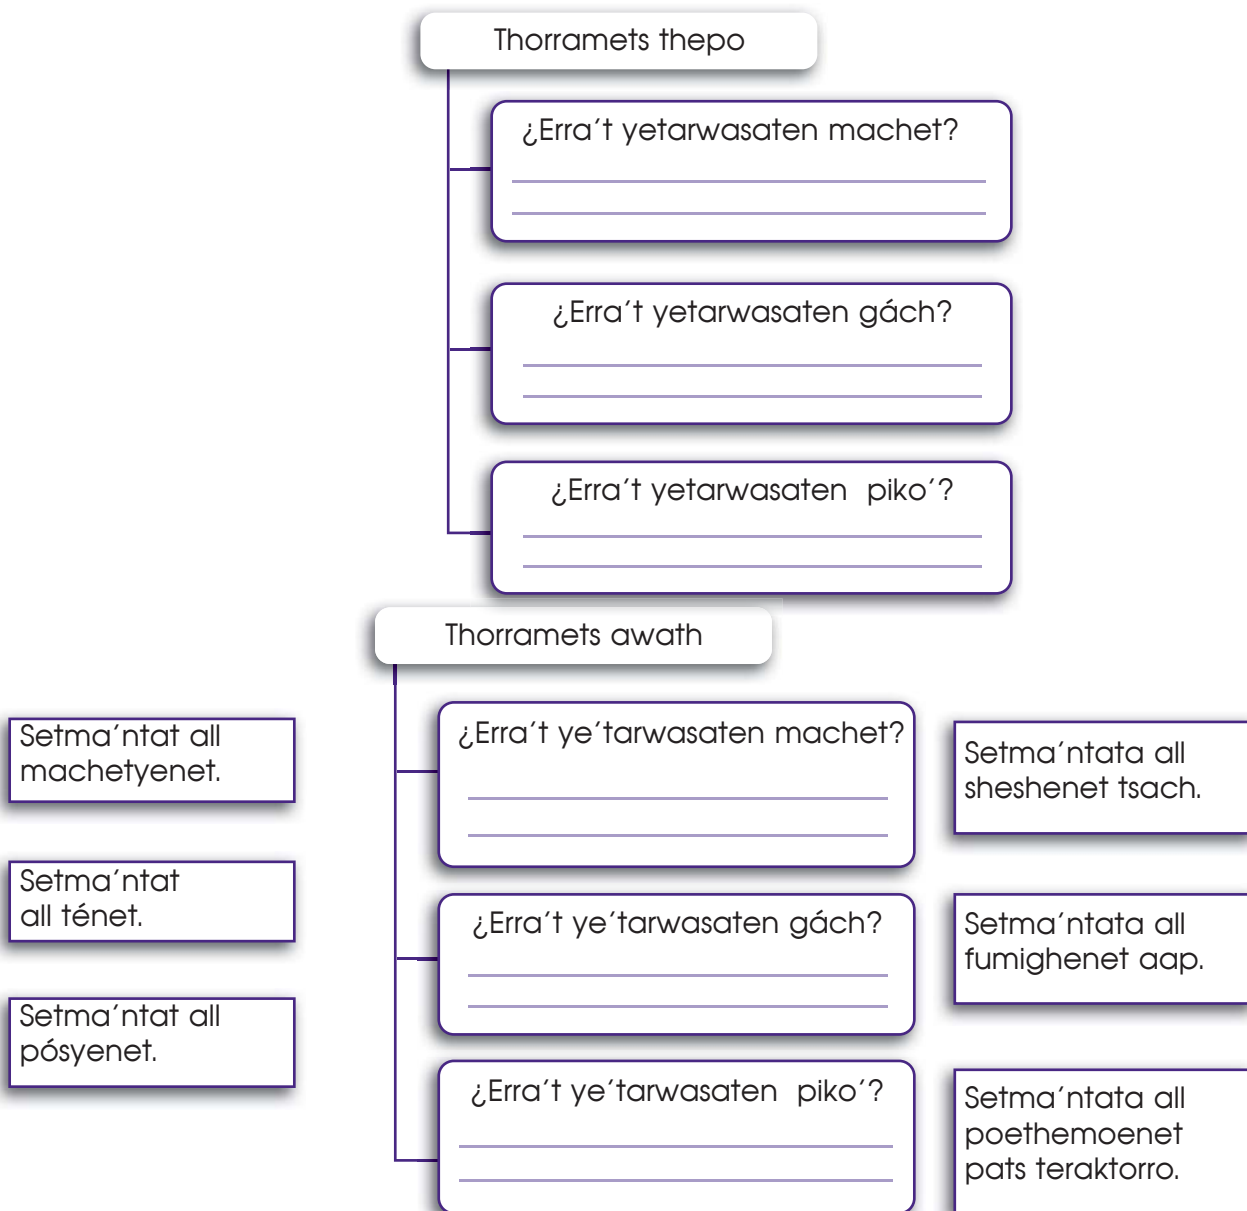 Thorramets thepo
¿Erra't yetarwasaten machet?
¿Erra't yetarwasaten gách?
¿Erra't yetarwasaten piko'?
Thorramets awath
Setma'ntat all
machetyenet.
Setma'ntat
all ténet.
Setma'ntat all
pósyenet.
¿Erra't ye'tarwasaten machet?
¿Erra't ye'tarwasaten gách?
¿Erra't ye'tarwasaten piko'?
Setma'ntata all
sheshenet tsach.
Setma'ntata all
fumighenet aap.
Setma'ntata all
poethemoenet
pats teraktorro.